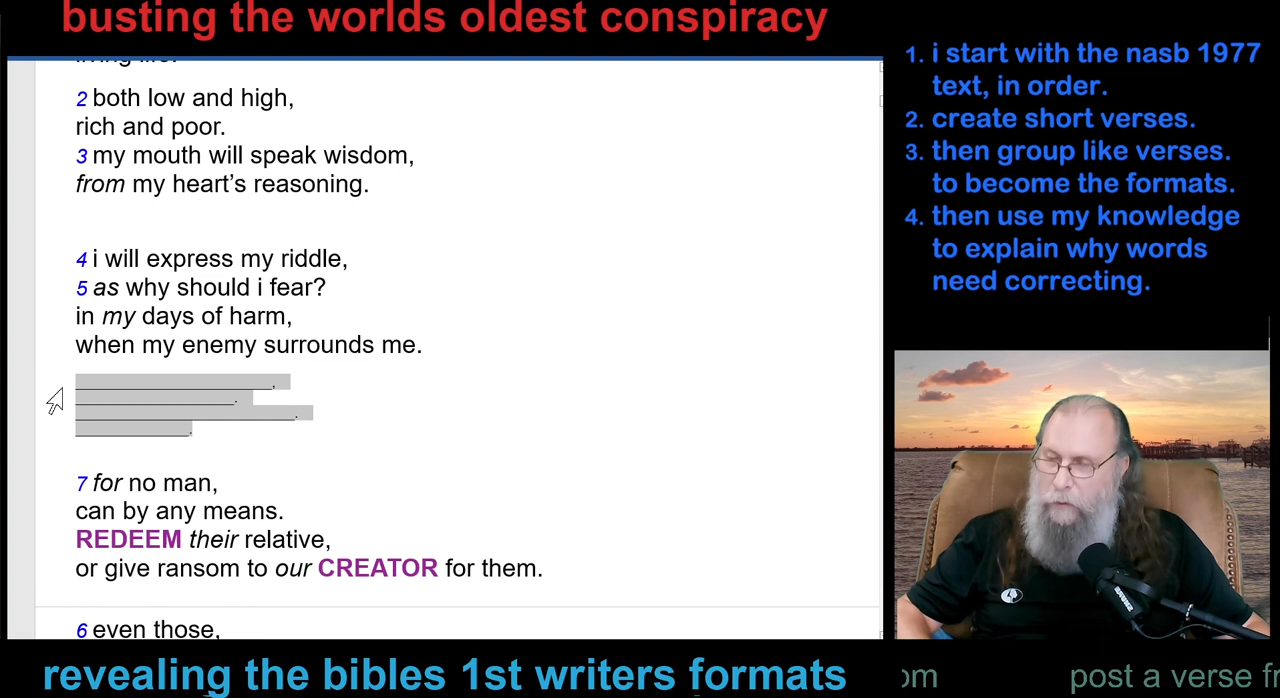 busting the worlds oldest conspiracy
living life.
2 both low and high,
rich and poor.
3 my mouth will speak wisdom,
from my heart's reasoning.
4 i will express my riddle,
5 as why should i fear?
in my days of harm,
when my enemy surrounds me.
7 for no man,
can by any means.
REDEEM their relative,
or give ransom to our CREATOR for them.
6 even those,
1. i start with the nasb 1977
text, in order.
2. create short verses.
3. then group like verses.
to become the formats.
4. then use my knowledge
to explain why words
need correcting.
revealing the bibles 1st writers formats
om
post a verse fr